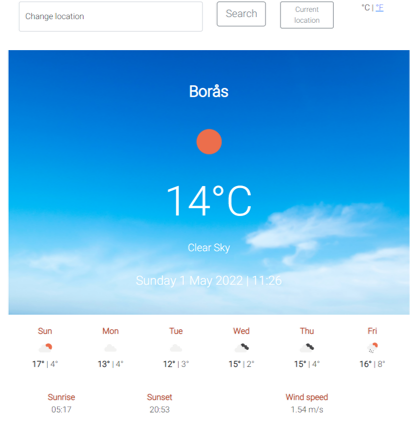 Change location
Search
Current location
°C | °F
Borås
14°C
Clear Sky
Sunday 1 May 2022 | 11:26
Sun Mon Tue Wed Thu Fri
17° | 4° 13° | 4° 12° | 3° 15° | 2° 15° | 4° 16° | 8°
Sunrise Sunset Wind speed
05:17 20:53 1.54 m/s